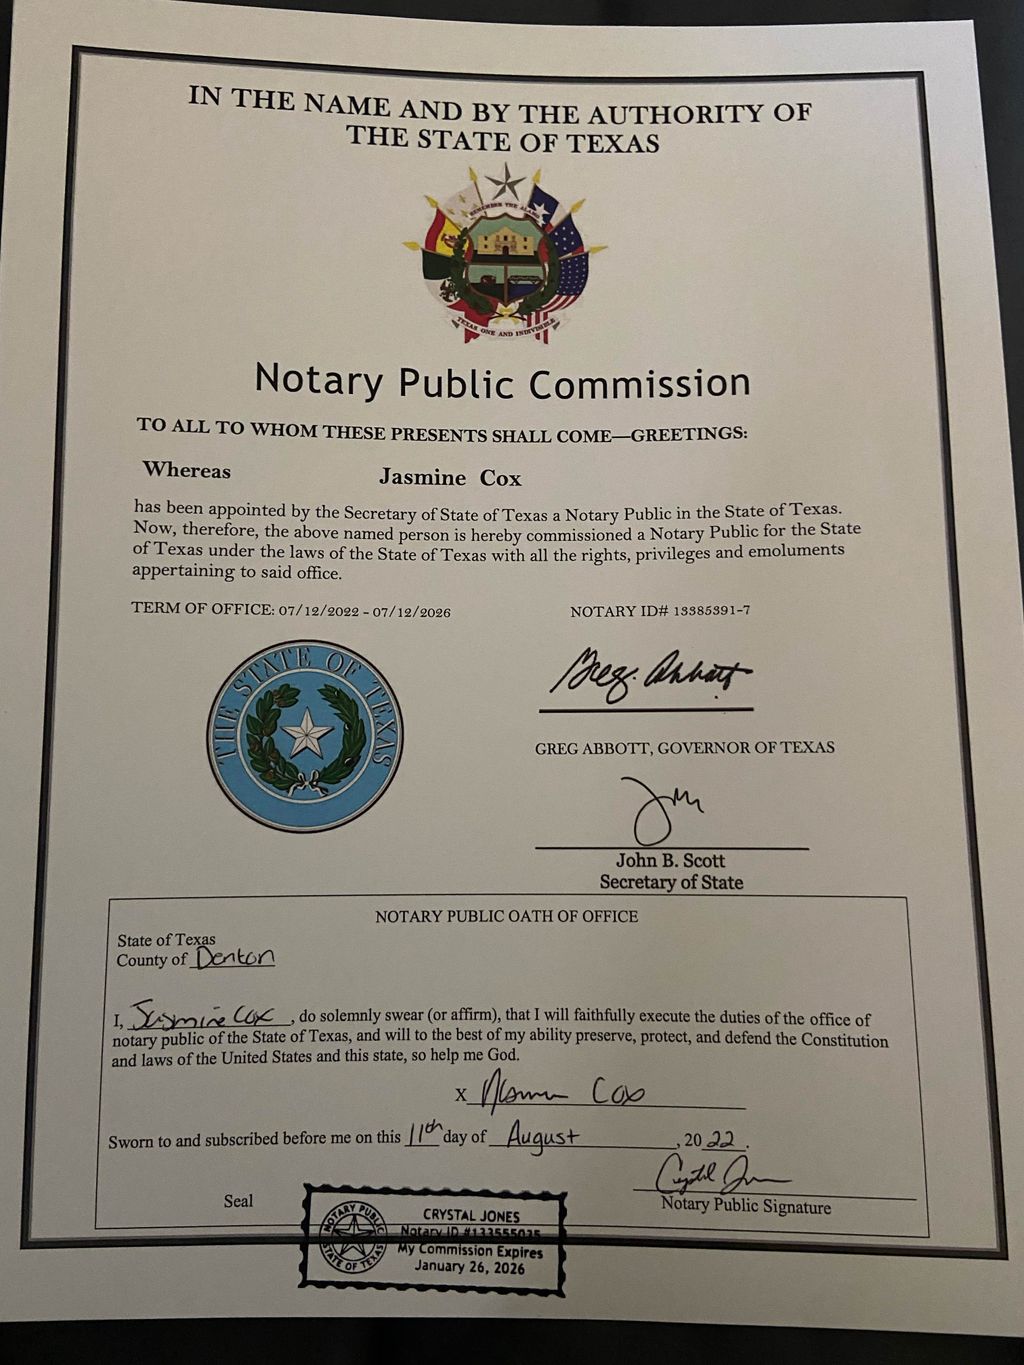 IN THE NAME AND BY THE AUTHORITY OF
THE STATE OF TEXAS
REMEMBER THE ALAMO
TEXAS ONE AND INDIVISIBLE
Notary Public Commission
TO ALL TO WHOM THESE PRESENTS SHALL COME—GREETINGS:
Whereas Jasmine Cox
has been appointed by the Secretary of State of Texas a Notary Public in the State of Texas.
Now, therefore, the above named person is hereby commissioned a Notary Public for the State
of Texas under the laws of the State of Texas with all the rights, privileges and emoluments
appertaining to said office.
TERM OF OFFICE: 07/12/2022 - 07/12/2026 NOTARY ID# 13385391-7
THE STATE OF TEXAS
Greg Abbott
GREG ABBOTT, GOVERNOR OF TEXAS
John B. Scott
Secretary of State
NOTARY PUBLIC OATH OF OFFICE
State of Texas
County of Denton
I, Jasmine Cox, do solemnly swear (or affirm), that I will faithfully execute the duties of the office of
notary public of the State of Texas, and will to the best of my ability preserve, protect, and defend the Constitution
and laws of the United States and this state, so help me God.
X Cox
Sworn to and subscribed before me on this 11th day of August, 2022.
Notary Public Signature
Seal
NOTARY PUBLIC
STATE OF TEXAS
CRYSTAL JONES
Notary ID #133555035
My Commission Expires
January 26, 2026